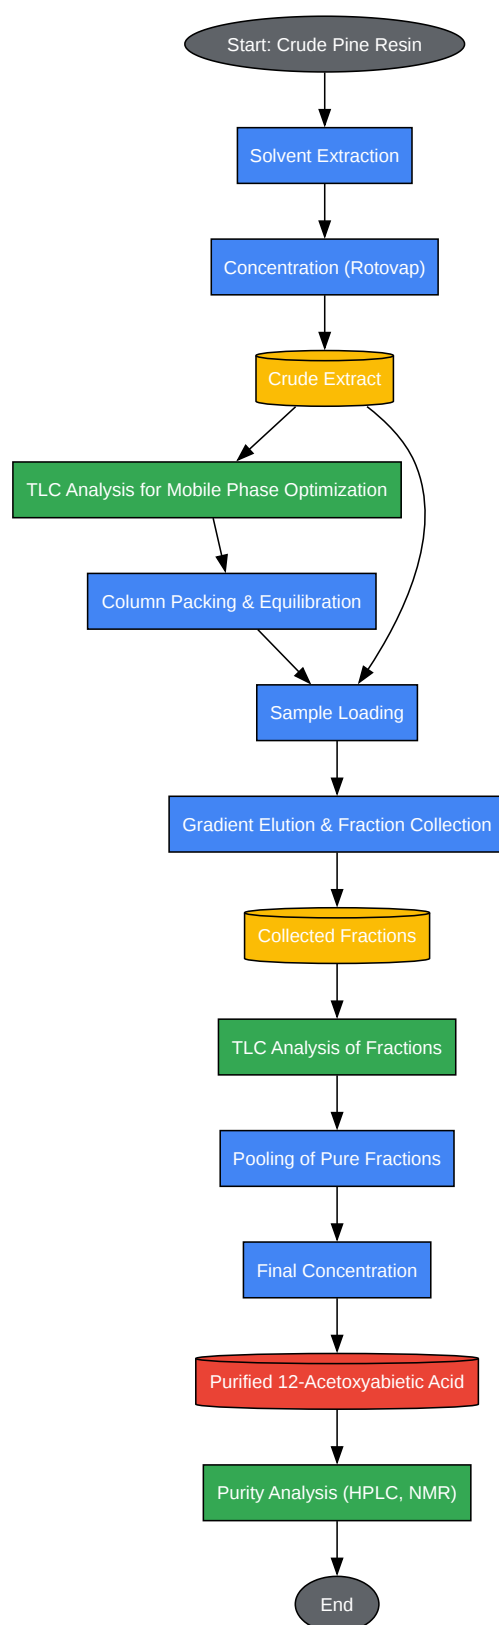 Start: Crude Pine Resin
Solvent Extraction
Concentration (Rotovap)
Crude Extract
TLC Analysis for Mobile Phase Optimization
Column Packing & Equilibration
Sample Loading
Gradient Elution & Fraction Collection
Collected Fractions
TLC Analysis of Fractions
Pooling of Pure Fractions
Final Concentration
Purified 12-Acetoxyabietic Acid
Purity Analysis (HPLC, NMR)
End